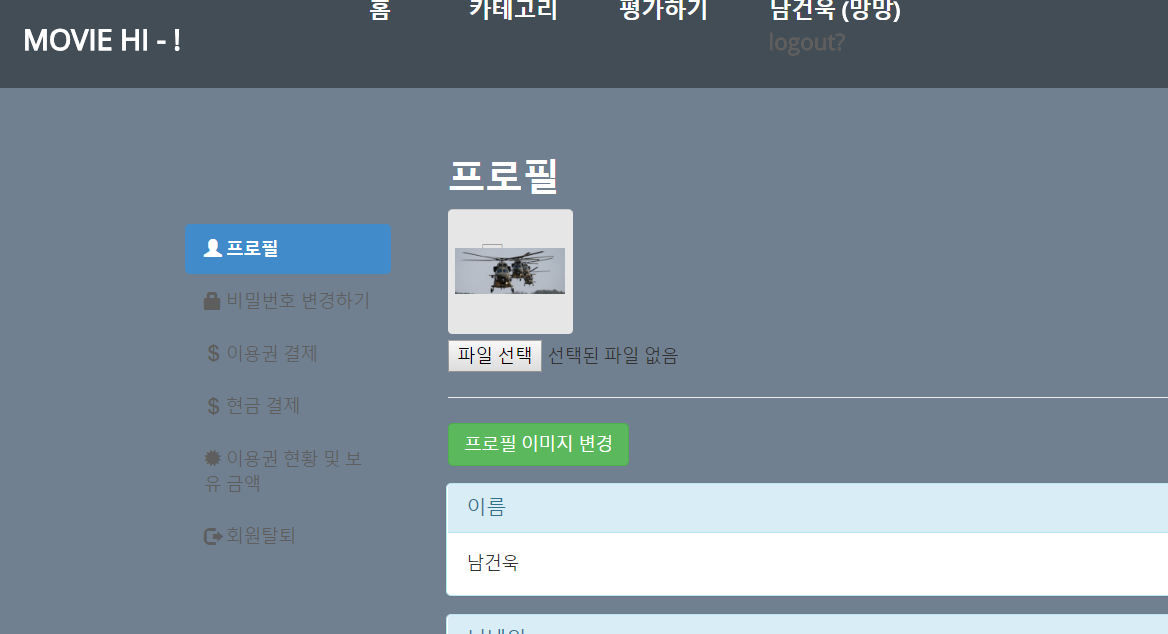 홈 카테고리 평가하기 남건욱 (망망)
MOVIE HI - !
logout?
프로필
프로필
비밀번호 변경하기
$ 이용권 결제
$ 현금 결제
이용권 현황 및 보
유 금액
회원탈퇴
파일 선택 선택된 파일 없음
프로필 이미지 변경
이름
남건욱